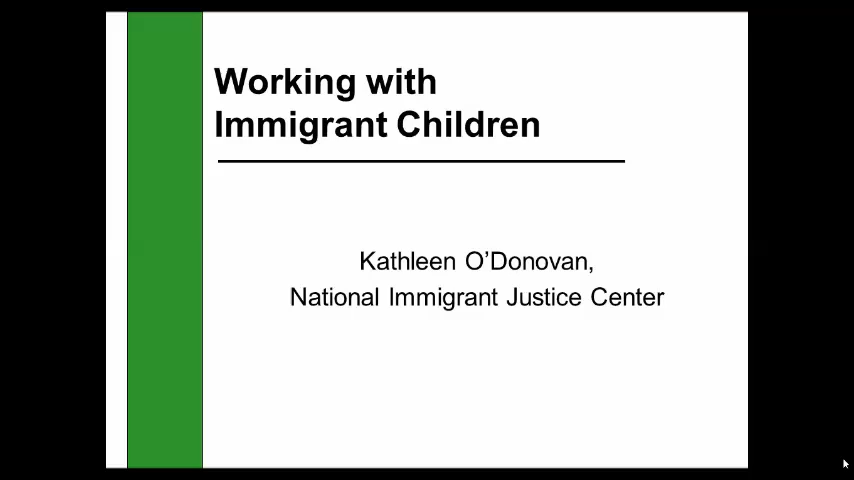 Working with
Immigrant Children
Kathleen O’Donovan,
National Immigrant Justice Center